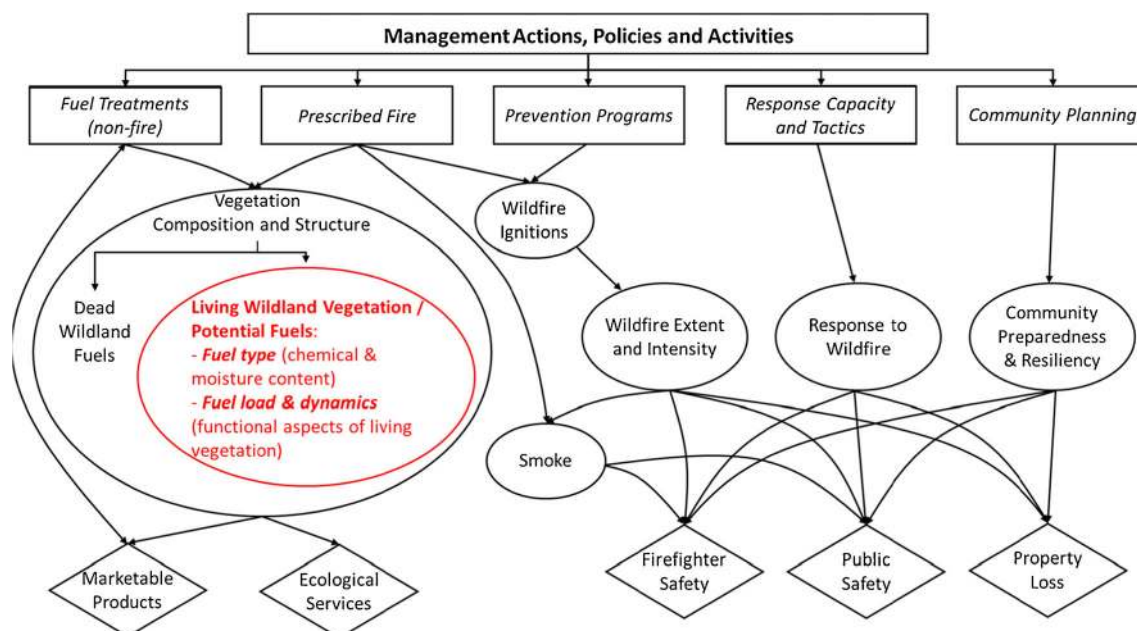 Management Actions, Policies and Activities
Fuel Treatments
(non-fire)
Prescribed Fire
Prevention Programs
Response Capacity
and Tactics
Community Planning
Vegetation
Composition and Structure
Wildfire
Ignitions
Dead
Wildland
Fuels
Living Wildland Vegetation /
Potential Fuels:
- Fuel type (chemical &
moisture content)
- Fuel load & dynamics
(functional aspects of living
vegetation)
Wildfire Extent
and Intensity
Response to
Wildfire
Community
Preparedness
& Resiliency
Smoke
Marketable
Products
Ecological
Services
Firefighter
Safety
Public
Safety
Property
Loss